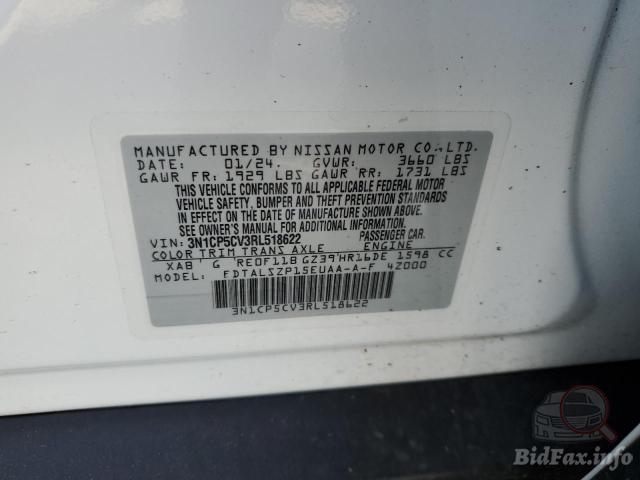 MANUFACTURED BY NISSAN MOTOR CO., LTD.
DATE: 01/24. GVWR: 3660 LBS
GAWR FR: 1929 LBS GAWR RR: 1731 LBS
THIS VEHICLE CONFORMS TO ALL APPLICABLE FEDERAL MOTOR
VEHICLE SAFETY, BUMPER AND THEFT PREVENTION STANDARDS
IN EFFECT ON THE DATE OF MANUFACTURE SHOWN ABOVE.
SEE OWNER'S MANUAL FOR ADDITIONAL INFORMATION.
VIN: 3N1CP5CV3RL518622 PASSENGER CAR.
COLOR TRIM TRANS AXLE ENGINE
XAB G RE0F11B GZ39 HR16DE 1598 CC
MODEL: FDTALSZP15EUAA-A-F 4Z000
3N1CP5CV3RL518622
BidFax.info